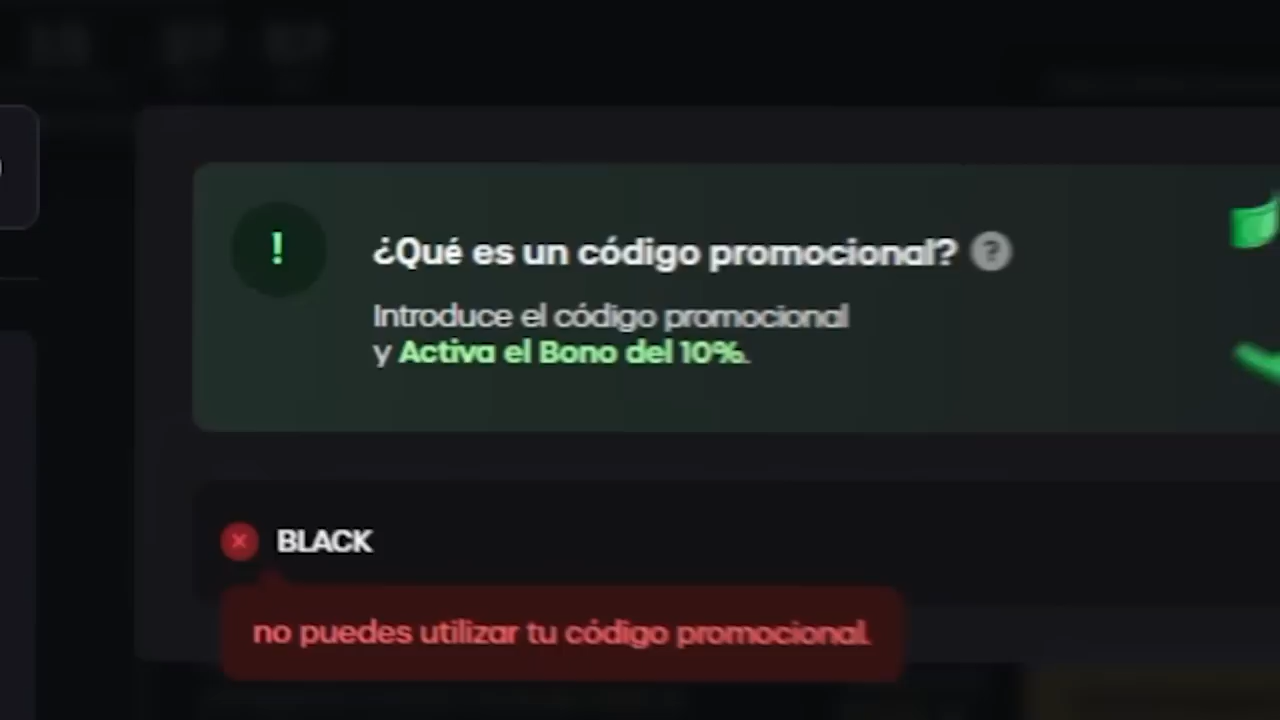 ¿Qué es un código promocional? ?
Introduce el código promocional
y Activa el Bono del 10%.
BLACK
no puedes utilizar tu código promocional.